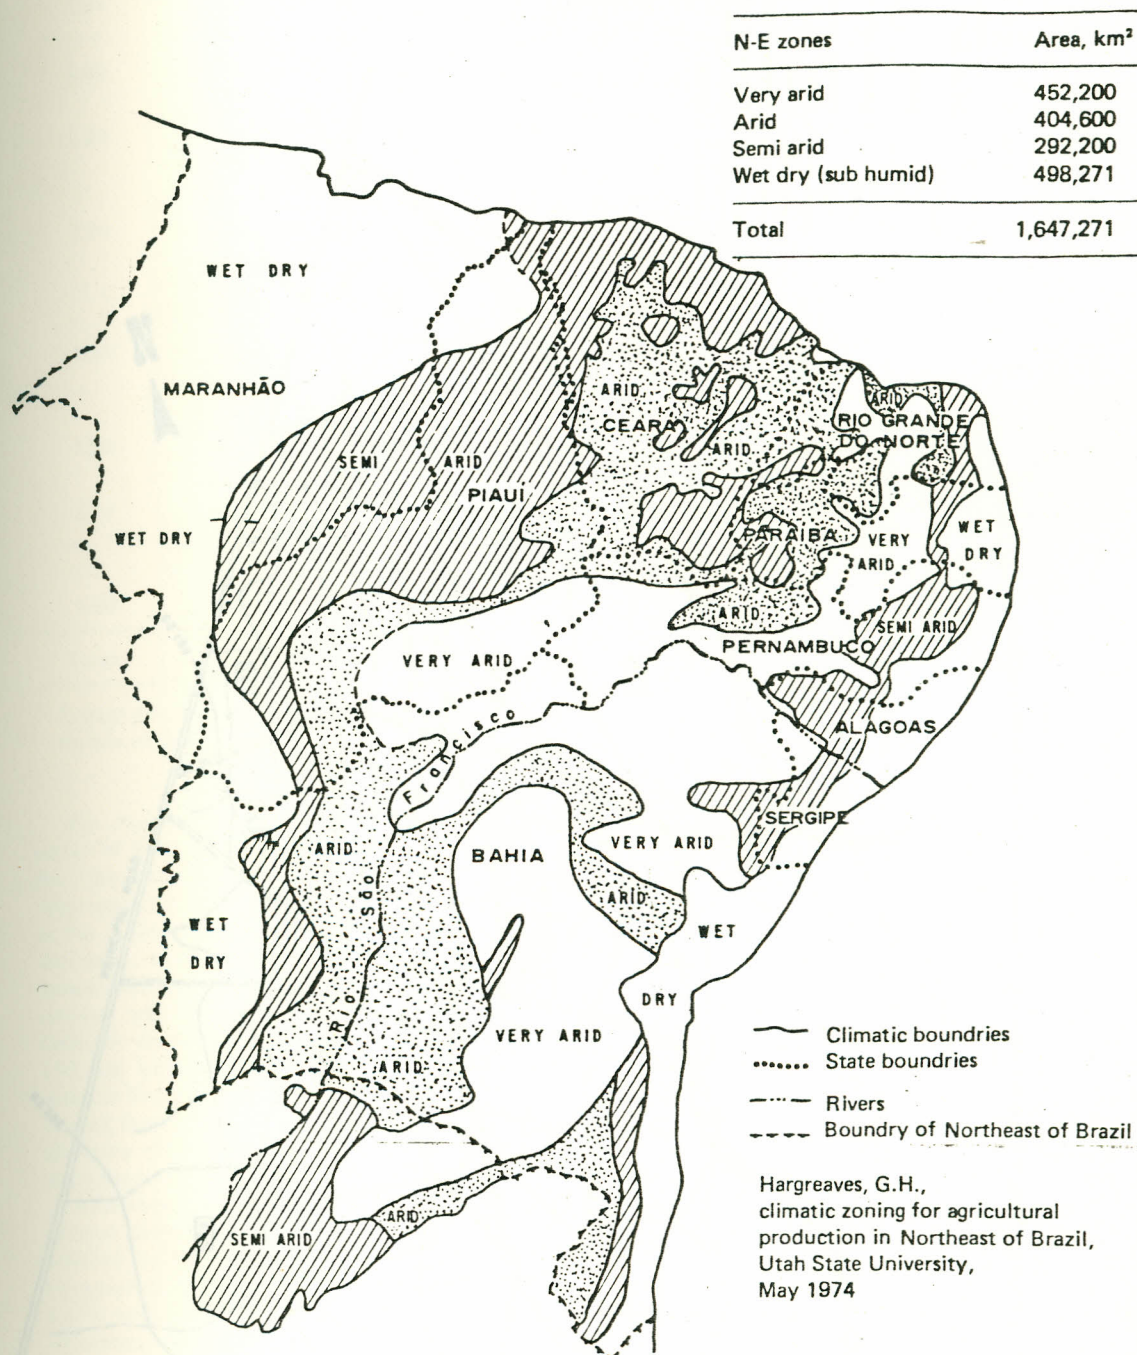 N-E zones Area, km²
Very arid 452,200
Arid 404,600
Semi arid 292,200
Wet dry (sub humid) 498,271
Total 1,647,271
WET DRY
MARANHÃO
SEMI ARID
PIAUÍ
WET DRY
ARID
CEARA
ARID
ARID
RIO GRANDE
DO NORTE
PARAIBA
VERY
ARID
WET
DRY
ARID
SEMI ARID
PERNAMBUCO
VERY ARID
ALAGOAS
Rio São Francisco
SERGIPE
ARID
BAHIA
VERY ARID
ARID
WET
DRY
WET
DRY
VERY ARID
ARID
ARID
SEMI ARID
Climatic boundries
State boundries
Rivers
Boundry of Northeast of Brazil
Hargreaves, G.H.,
climatic zoning for agricultural
production in Northeast of Brazil,
Utah State University,
May 1974